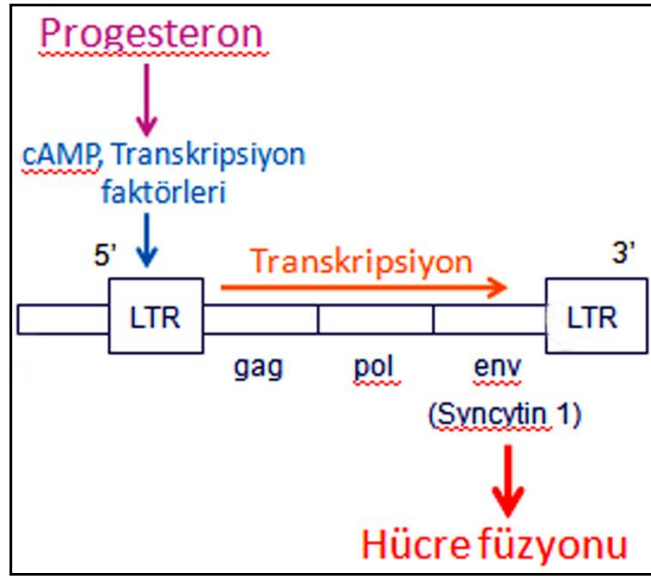 Progesteron
cAMP, Transkripsiyon
faktörleri
5’
Transkripsiyon
3’
LTR
LTR
gag
pol
env
(Syncytin 1)
Hücre füzyonu